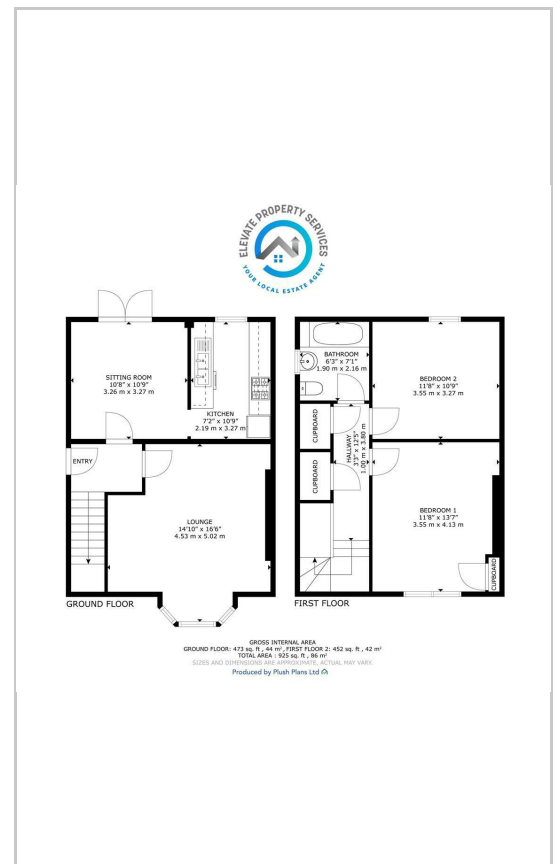 ELEVATE PROPERTY SERVICES
YOUR LOCAL ESTATE AGENT
SITTING ROOM
10'8" x 10'9"
3.26 m x 3.27 m
KITCHEN
7'2" x 10'9"
2.19 m x 3.27 m
ENTRY
LOUNGE
14'10" x 16'6"
4.53 m x 5.02 m
GROUND FLOOR
BATHROOM
6'3" x 7'1"
1.90 m x 2.16 m
BEDROOM 2
11'8" x 10'9"
3.55 m x 3.27 m
CUPBOARD
HALLWAY
3'3" x 12'5"
1.00 m x 3.80 m
CUPBOARD
BEDROOM 1
11'8" x 13'7"
3.55 m x 4.13 m
CUPBOARD
FIRST FLOOR
GROSS INTERNAL AREA
GROUND FLOOR: 473 sq. ft , 44 m², FIRST FLOOR 2: 452 sq. ft , 42 m²
TOTAL AREA : 925 sq. ft , 86 m²
SIZES AND DIMENSIONS ARE APPROXIMATE, ACTUAL MAY VARY.
Produced by Plush Plans Ltd